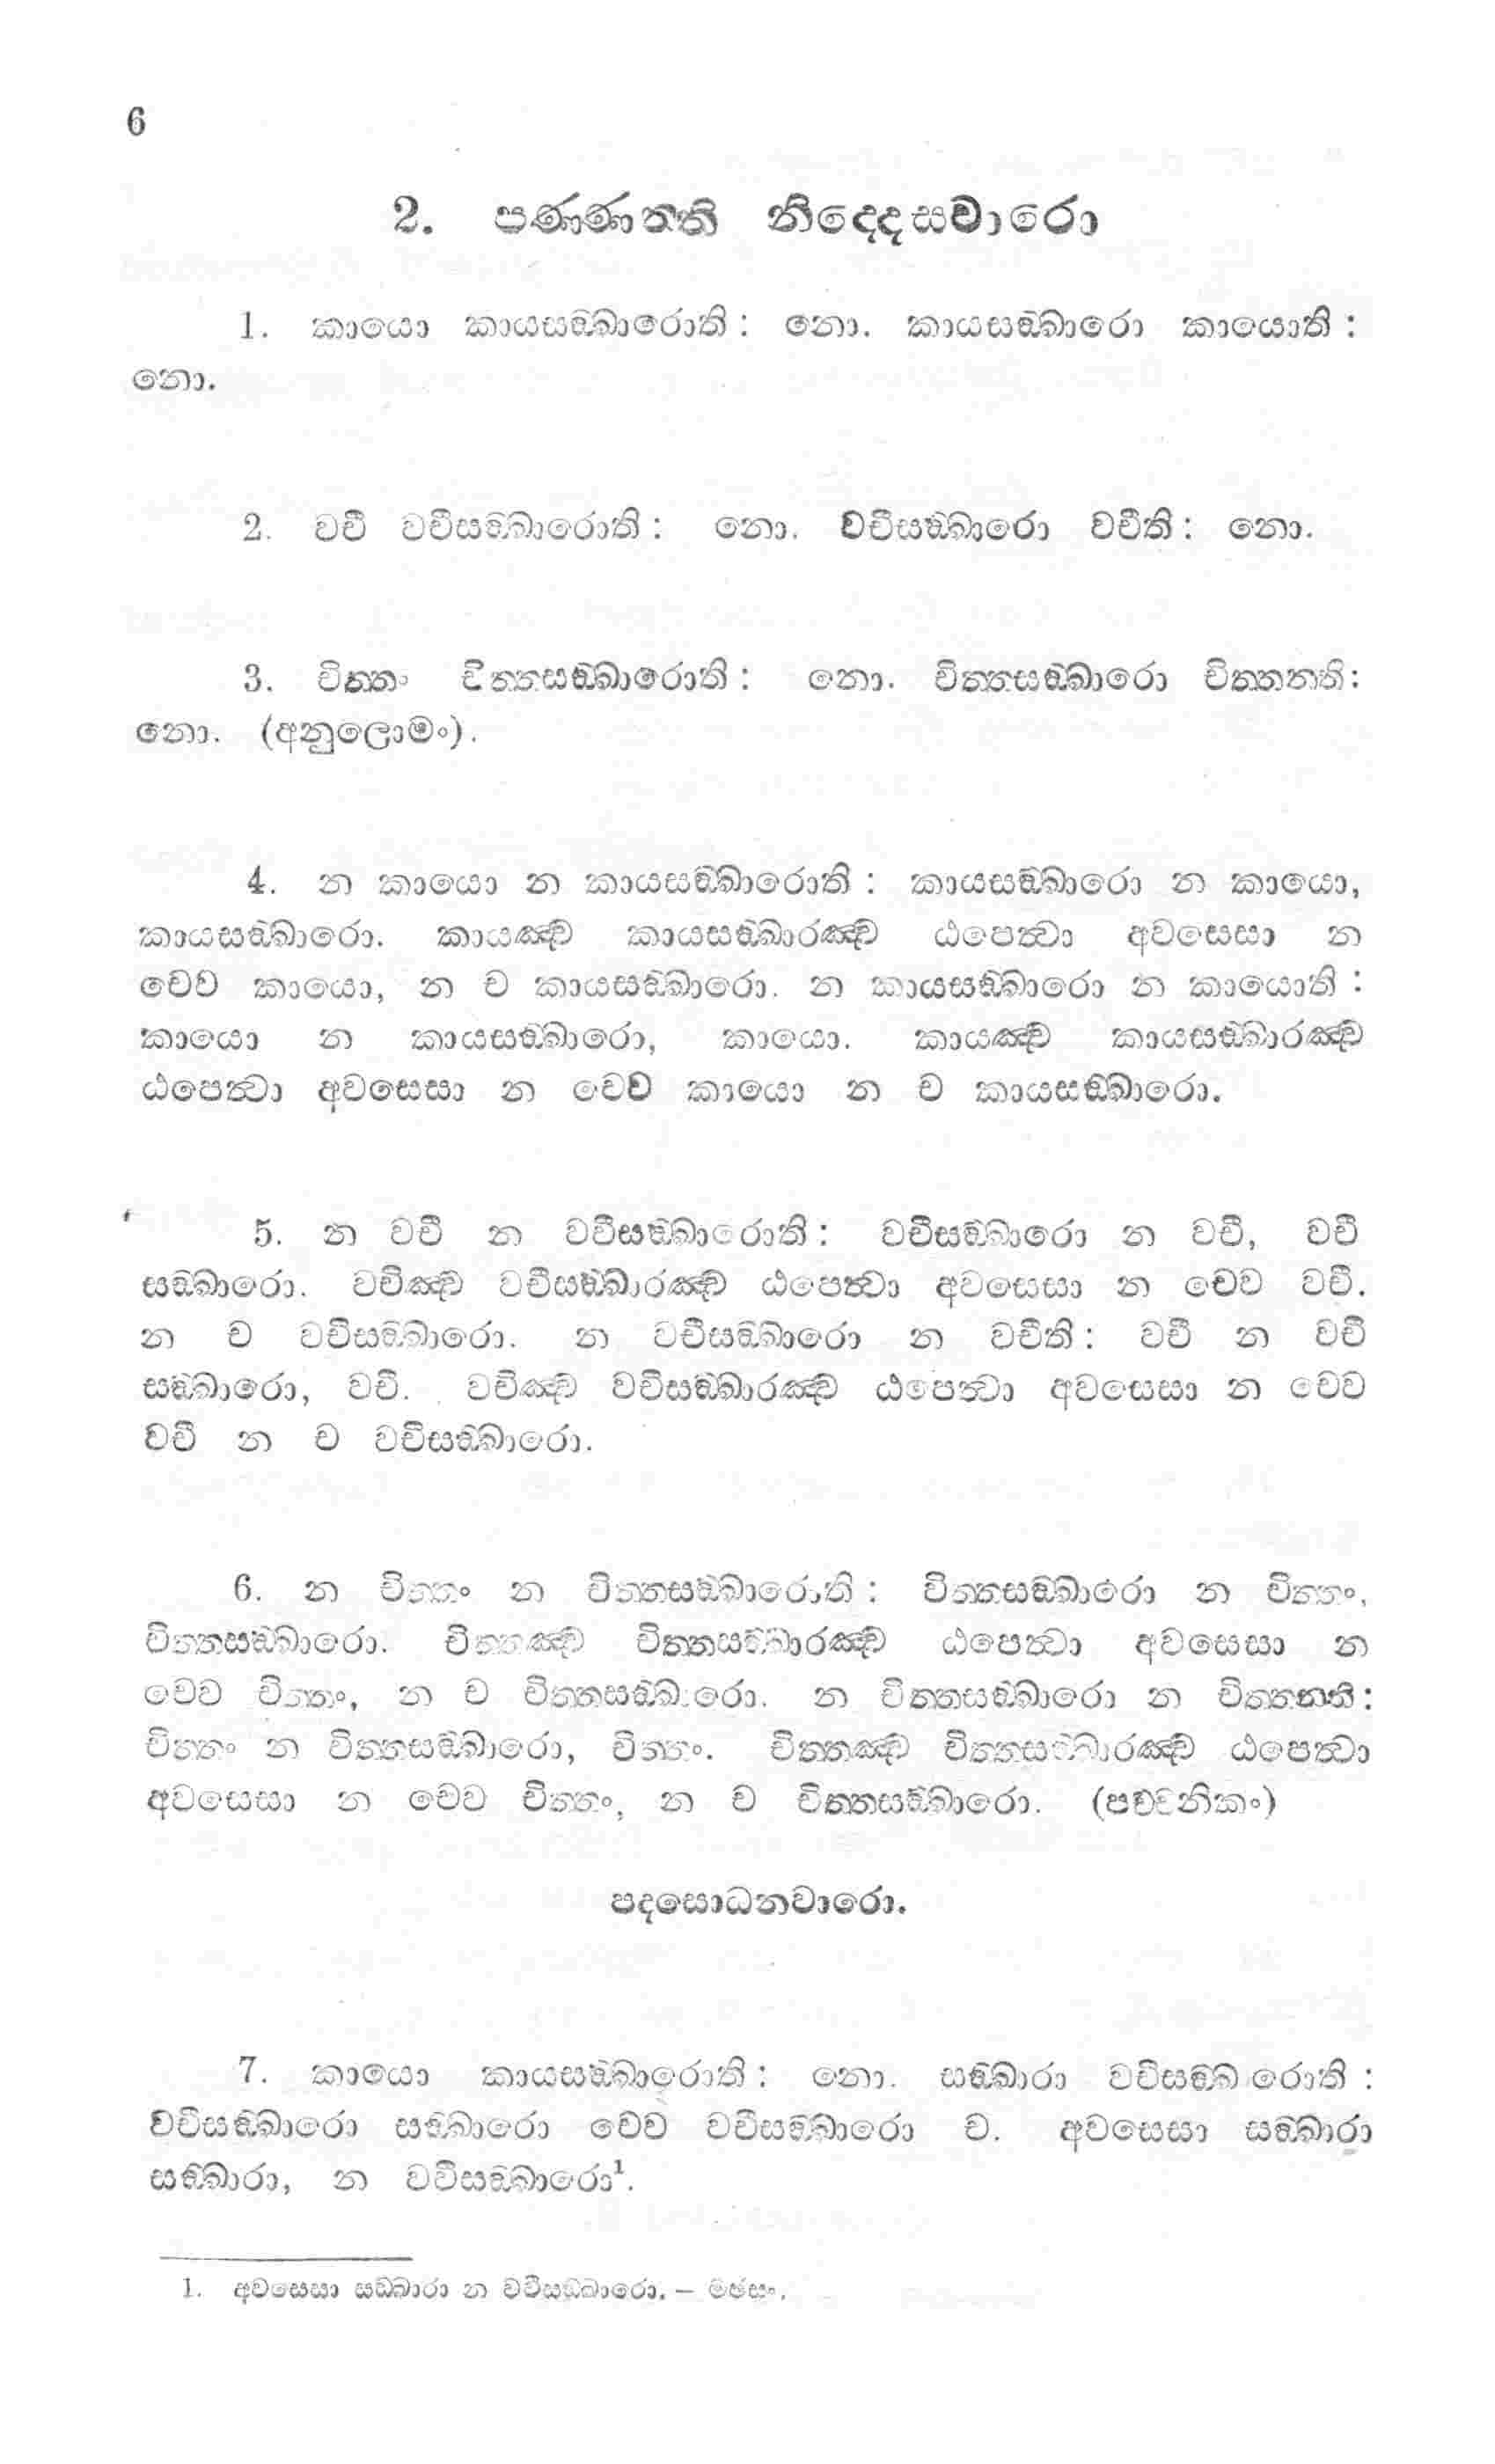 6
2. පණ්ණත්ති නිද්දෙසවාරො
1. කායො කායසඞ්ඛාරොති : නො. කායසඞ්ඛාරො කායොති :
නො.
2. වචී වචීසඞ්ඛාරොති : නො. වචීසඞ්ඛාරො වචීති : නො.
3. චිත්තං චිත්තසඞ්ඛාරොති : නො. චිත්තසඞ්ඛාරො චිත්තන්ති :
නො. (අනුලොමං).
4. න කායො න කායසඞ්ඛාරොති : කායසඞ්ඛාරො න කායො,
කායසඞ්ඛාරො. කායඤ්ච කායසඞ්ඛාරඤ්ච ඨපෙත්වා අවසෙසා න
චෙව කායො, න ච කායසඞ්ඛාරො. න කායසඞ්ඛාරො න කායොති :
කායො න කායසඞ්ඛාරො, කායො. කායඤ්ච කායසඞ්ඛාරඤ්ච
ඨපෙත්වා අවසෙසා න චෙව කායො න ච කායසඞ්ඛාරො.
5. න වචී න වචීසඞ්ඛාරොති : වචීසඞ්ඛාරො න වචී, වචී
සඞ්ඛාරො. වචිඤ්ච වචීසඞ්ඛාරඤ්ච ඨපෙත්වා අවසෙසා න චෙව වචී.
න ච වචීසඞ්ඛාරො. න වචීසඞ්ඛාරො න වචීති : වචී න වචී
සඞ්ඛාරො, වචී. වචිඤ්ච වචීසඞ්ඛාරඤ්ච ඨපෙත්වා අවසෙසා න චෙව
වචී න ච වචීසඞ්ඛාරො.
6. න චිත්තං න චිත්තසඞ්ඛාරොති : චිත්තසඞ්ඛාරො න චිත්තං,
චිත්තසඞ්ඛාරො. චිත්තඤ්ච චිත්තසඞ්ඛාරඤ්ච ඨපෙත්වා අවසෙසා න
චෙව චිත්තං, න ච චිත්තසඞ්ඛාරො. න චිත්තසඞ්ඛාරො න චිත්තන්ති :
චිත්තං න චිත්තසඞ්ඛාරො, චිත්තං. චිත්තඤ්ච චිත්තසඞ්ඛාරඤ්ච ඨපෙත්වා
අවසෙසා න චෙව චිත්තං, න ච චිත්තසඞ්ඛාරො. (පච්චනිකං)
පදසොධනවාරො.
7. කායො කායසඞ්ඛාරොති : නො. සඞ්ඛාරා වචීසඞ්ඛාරොති :
වචීසඞ්ඛාරො සඞ්ඛාරො චෙව වචීසඞ්ඛාරො ච. අවසෙසා සඞ්ඛාරා
සඞ්ඛාරා, න වචීසඞ්ඛාරො¹.
1. අවසෙසා සඞ්ඛාරා න වචීසඞ්ඛාරො. – මඡසං.